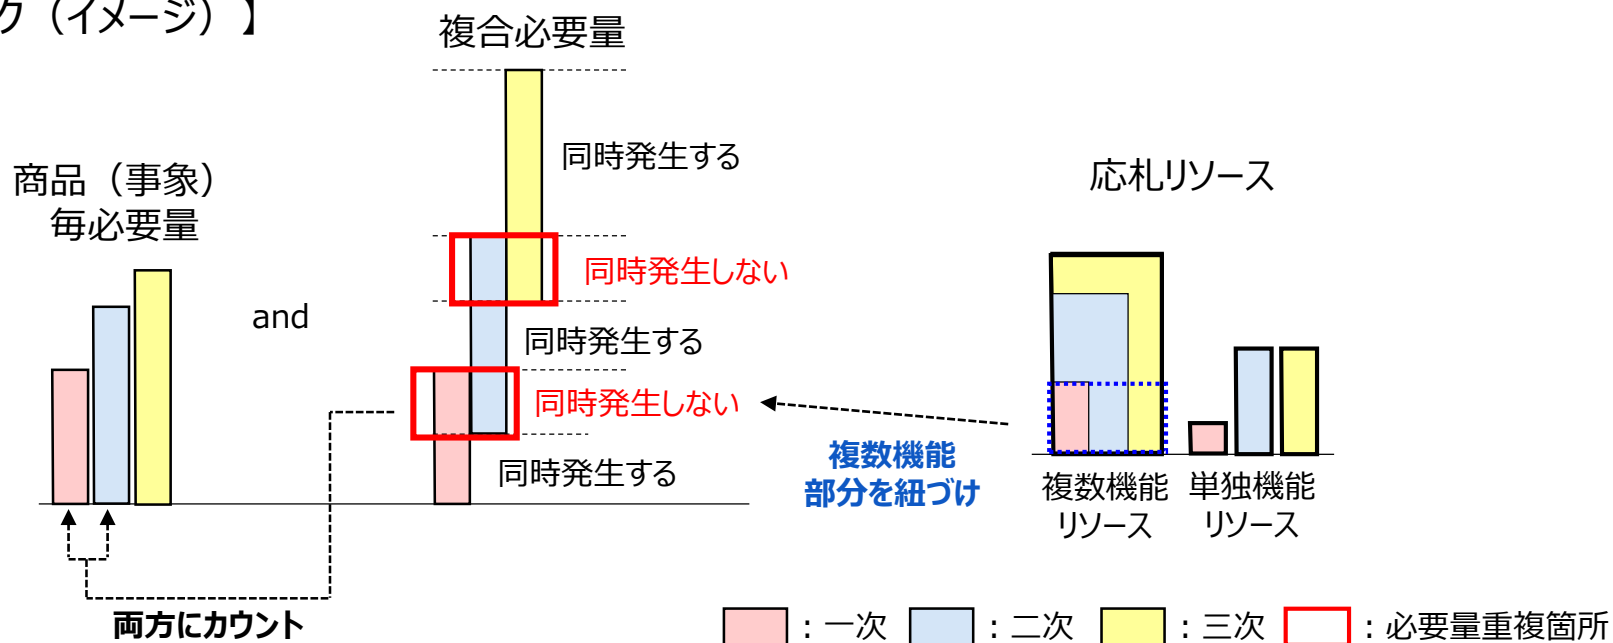 ク（イメージ）】
複合必要量
同時発生する
商品（事象）
毎必要量
応札リソース
and
同時発生しない
同時発生する
同時発生しない
同時発生する
複数機能
部分を紐づけ
複数機能
リソース
単独機能
リソース
両方にカウント
：一次
：二次
：三次
：必要量重複箇所